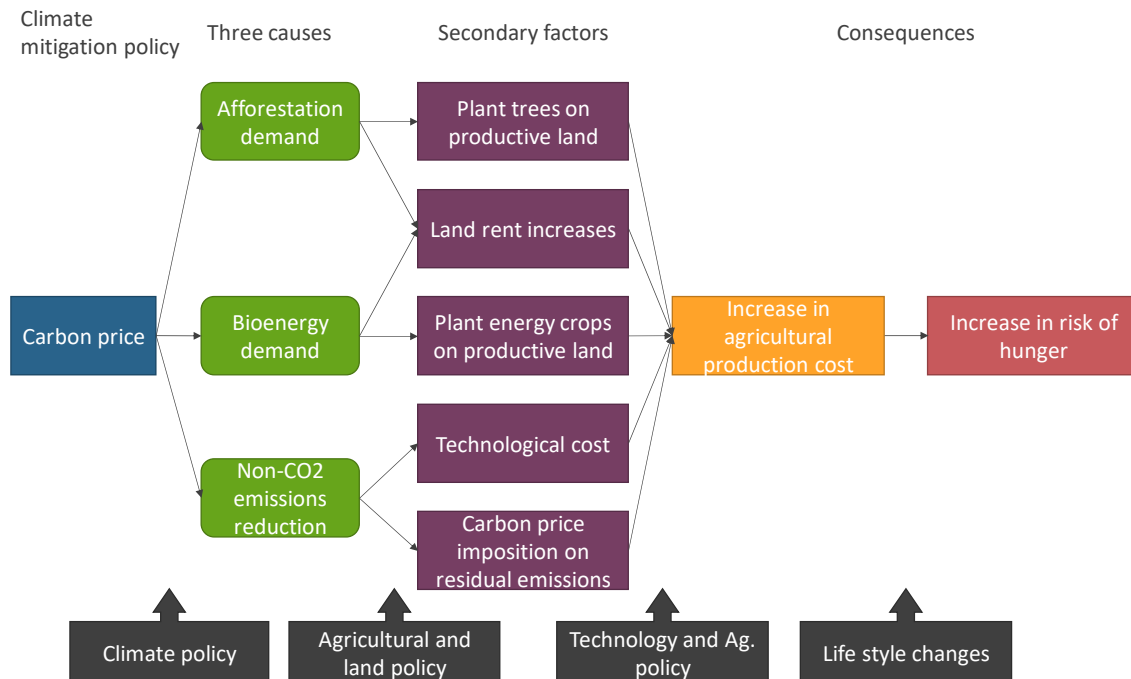 Climate
mitigation policy
Three causes
Secondary factors
Consequences
Afforestation
demand
Plant trees on
productive land
Land rent increases
Carbon price
Bioenergy
demand
Plant energy crops
on productive land
Increase in
agricultural
production cost
Increase in risk of
hunger
Non-CO2
emissions
reduction
Technological cost
Carbon price
imposition on
residual emissions
Climate policy
Agricultural and
land policy
Technology and Ag.
policy
Life style changes